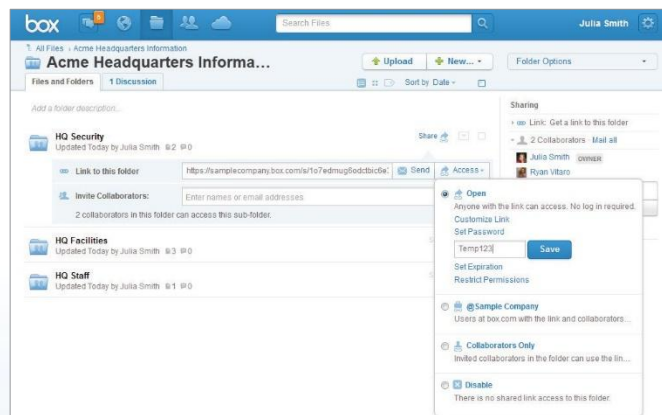 box
Search Files
Julia Smith
All Files › Acme Headquarters Information
Acme Headquarters Informa...
Upload
New...
Folder Options
Files and Folders
1 Discussion
Sort by Date
Add a folder description...
Sharing
Link: Get a link to this folder
2 Collaborators · Mail all
Julia Smith OWNER
Ryan Vitaro
HQ Security
Updated Today by Julia Smith 2 0
Share
Link to this folder
Send
Access
Invite Collaborators:
Enter names or email addresses
2 collaborators in this folder can access this sub-folder.
HQ Facilities
Updated Today by Julia Smith 3 0
HQ Staff
Updated Today by Julia Smith 1 0
Open
Anyone with the link can access. No log in required.
Customize Link
Set Password
Temp123
Save
Set Expiration
Restrict Permissions
@Sample Company
Users at box.com with the link and collaborators...
Collaborators Only
Invited collaborators in the folder can use the lin...
Disable
There is no shared link access to this folder.